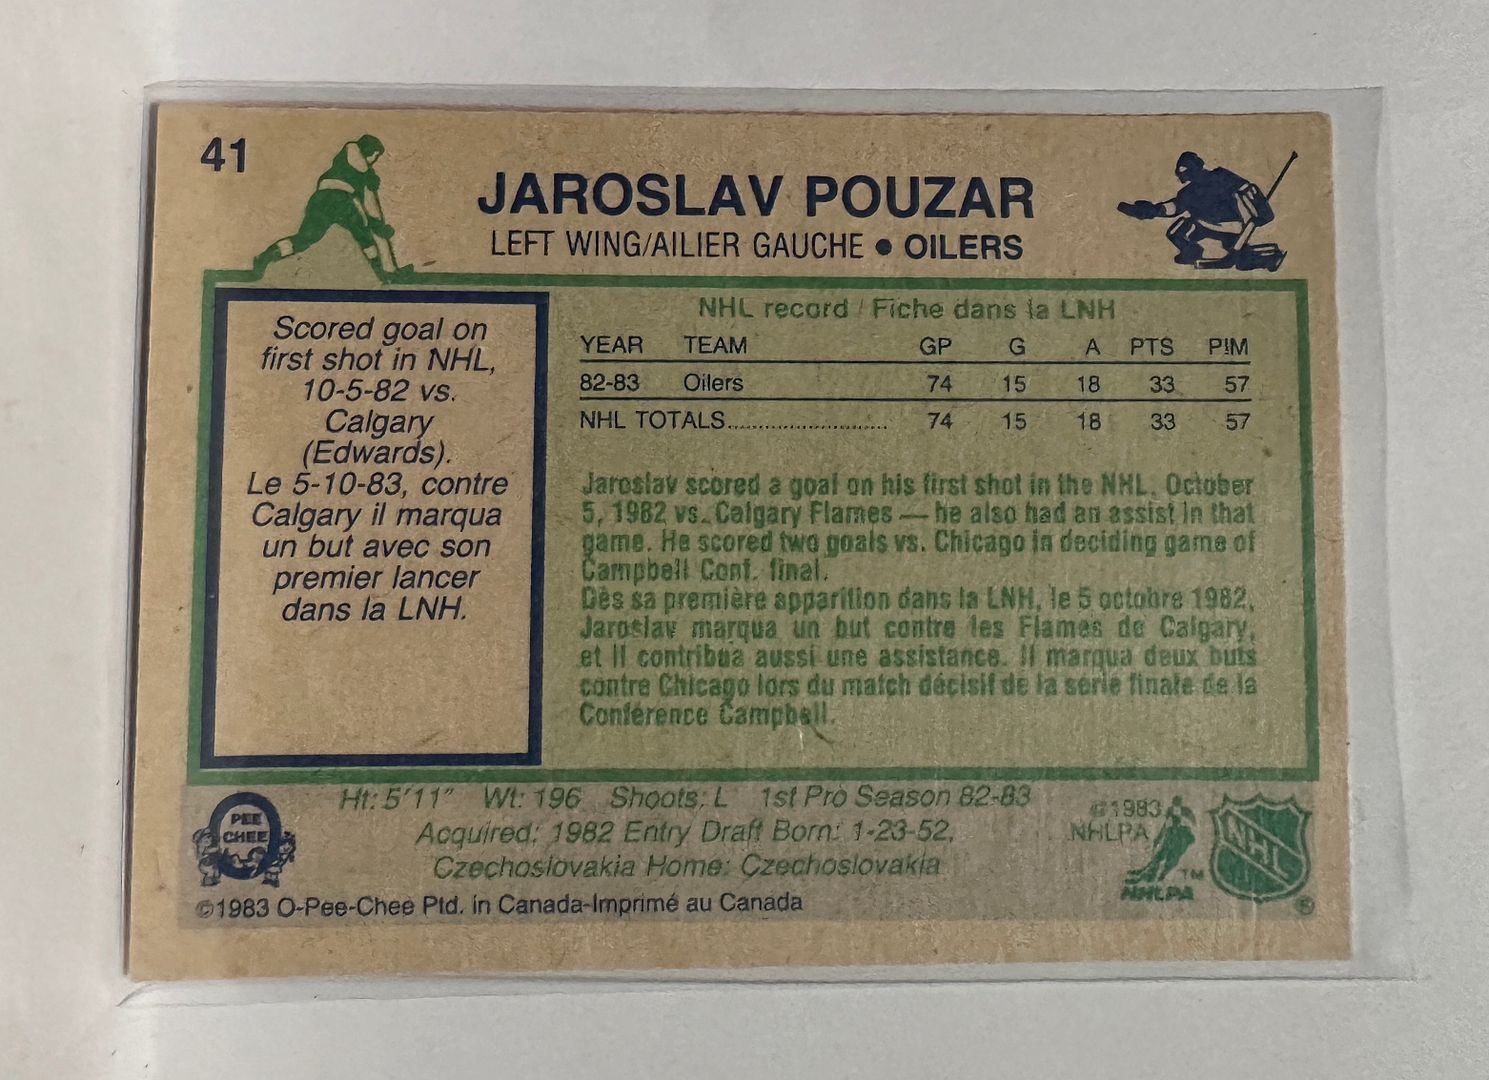 41
JAROSLAV POUZAR
LEFT WING/AILIER GAUCHE • OILERS
Scored goal on
first shot in NHL,
10-5-82 vs.
Calgary
(Edwards).
Le 5-10-83, contre
Calgary il marqua
un but avec son
premier lancer
dans la LNH.
NHL record / Fiche dans la LNH
YEAR TEAM GP G A PTS PIM
82-83 Oilers 74 15 18 33 57
NHL TOTALS........................ 74 15 18 33 57
Jaroslav scored a goal on his first shot in the NHL, October
5, 1982 vs. Calgary Flames — he also had an assist in that
game. He scored two goals vs. Chicago in deciding game of
Campbell Conf. final.
Dès sa première apparition dans la LNH, le 5 octobre 1982,
Jaroslav marqua un but contre les Flames de Calgary,
et il contribua aussi une assistance. Il marqua deux buts
contre Chicago lors du match décisif de la série finale de la
Conférence Campbell.
Ht: 5'11" Wt: 196 Shoots: L 1st Pro Season 82-83
Acquired: 1982 Entry Draft Born: 1-23-52,
Czechoslovakia Home: Czechoslovakia
PEE
CHEE
©1983 O-Pee-Chee Ptd. in Canada-Imprimé au Canada
©1983
NHLPA
TM
NHLPA
NHL
®